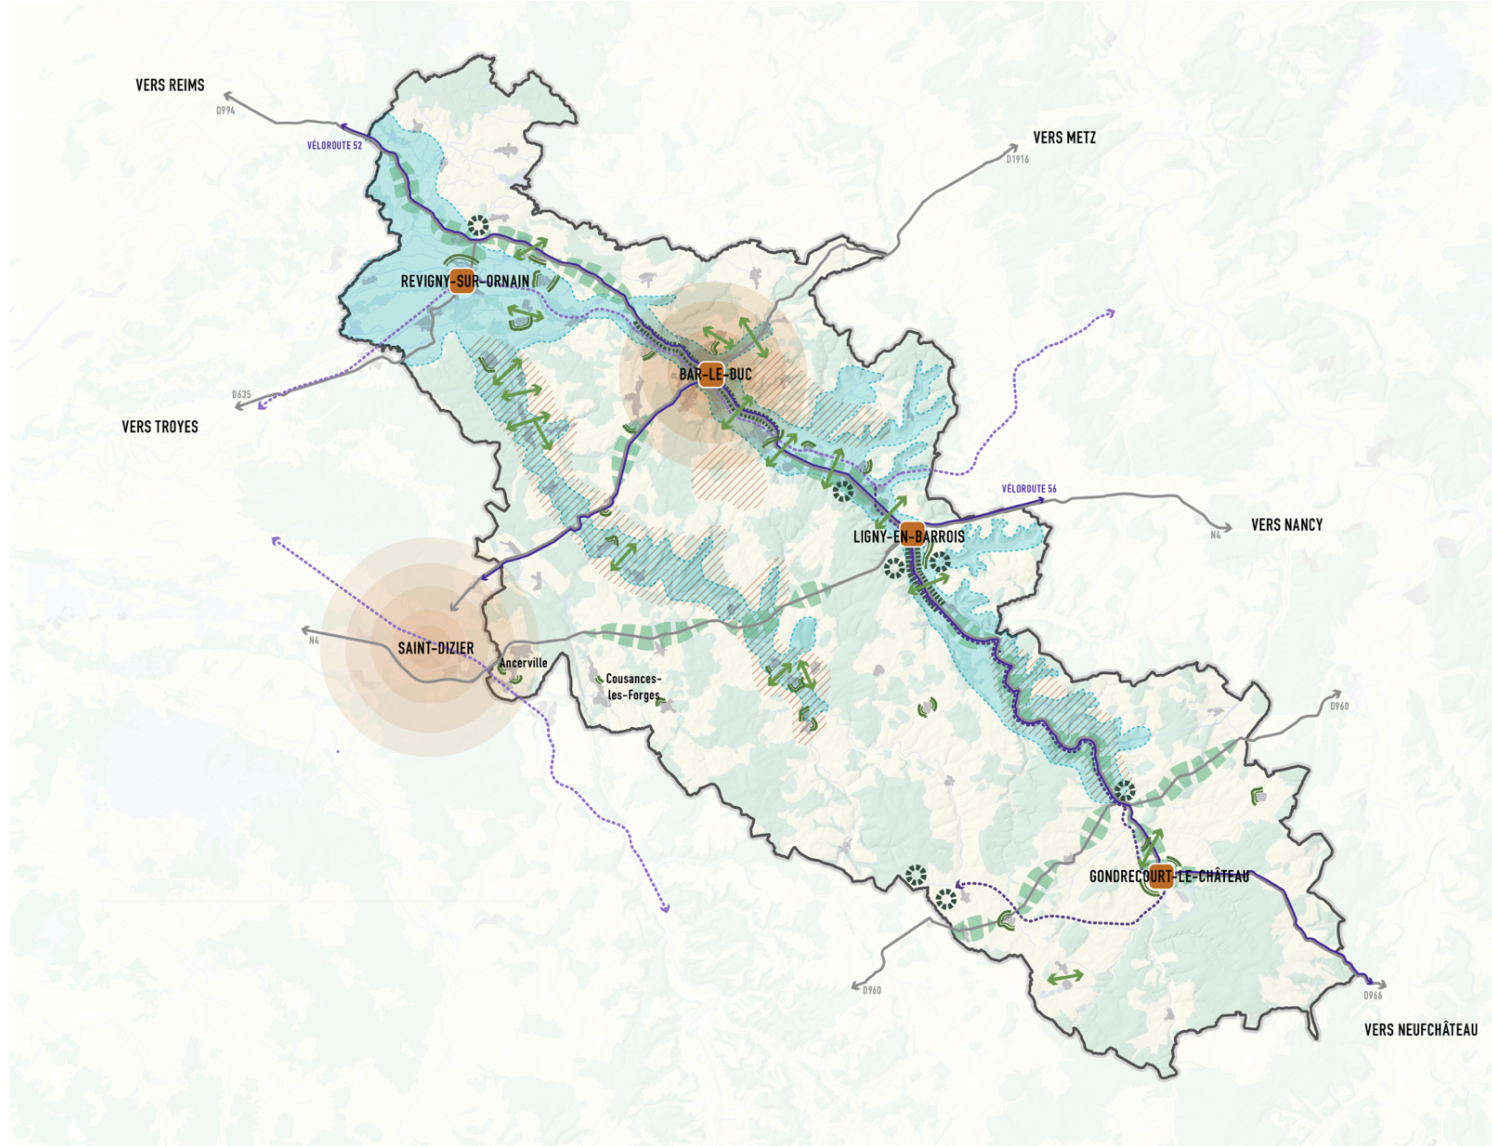 VERS REIMS
D994
VÉLOROUTE 52
VERS METZ
D1916
REVIGNY-SUR-ORNAIN
BAR-LE-DUC
D635
VERS TROYES
VÉLOROUTE 56
VERS NANCY
N4
LIGNY-EN-BARROIS
N4
SAINT-DIZIER
Ancerville
Cousances-
les-Forges
D960
GONDRECOURT-LE-CHÂTEAU
D960
D966
VERS NEUFCHÂTEAU